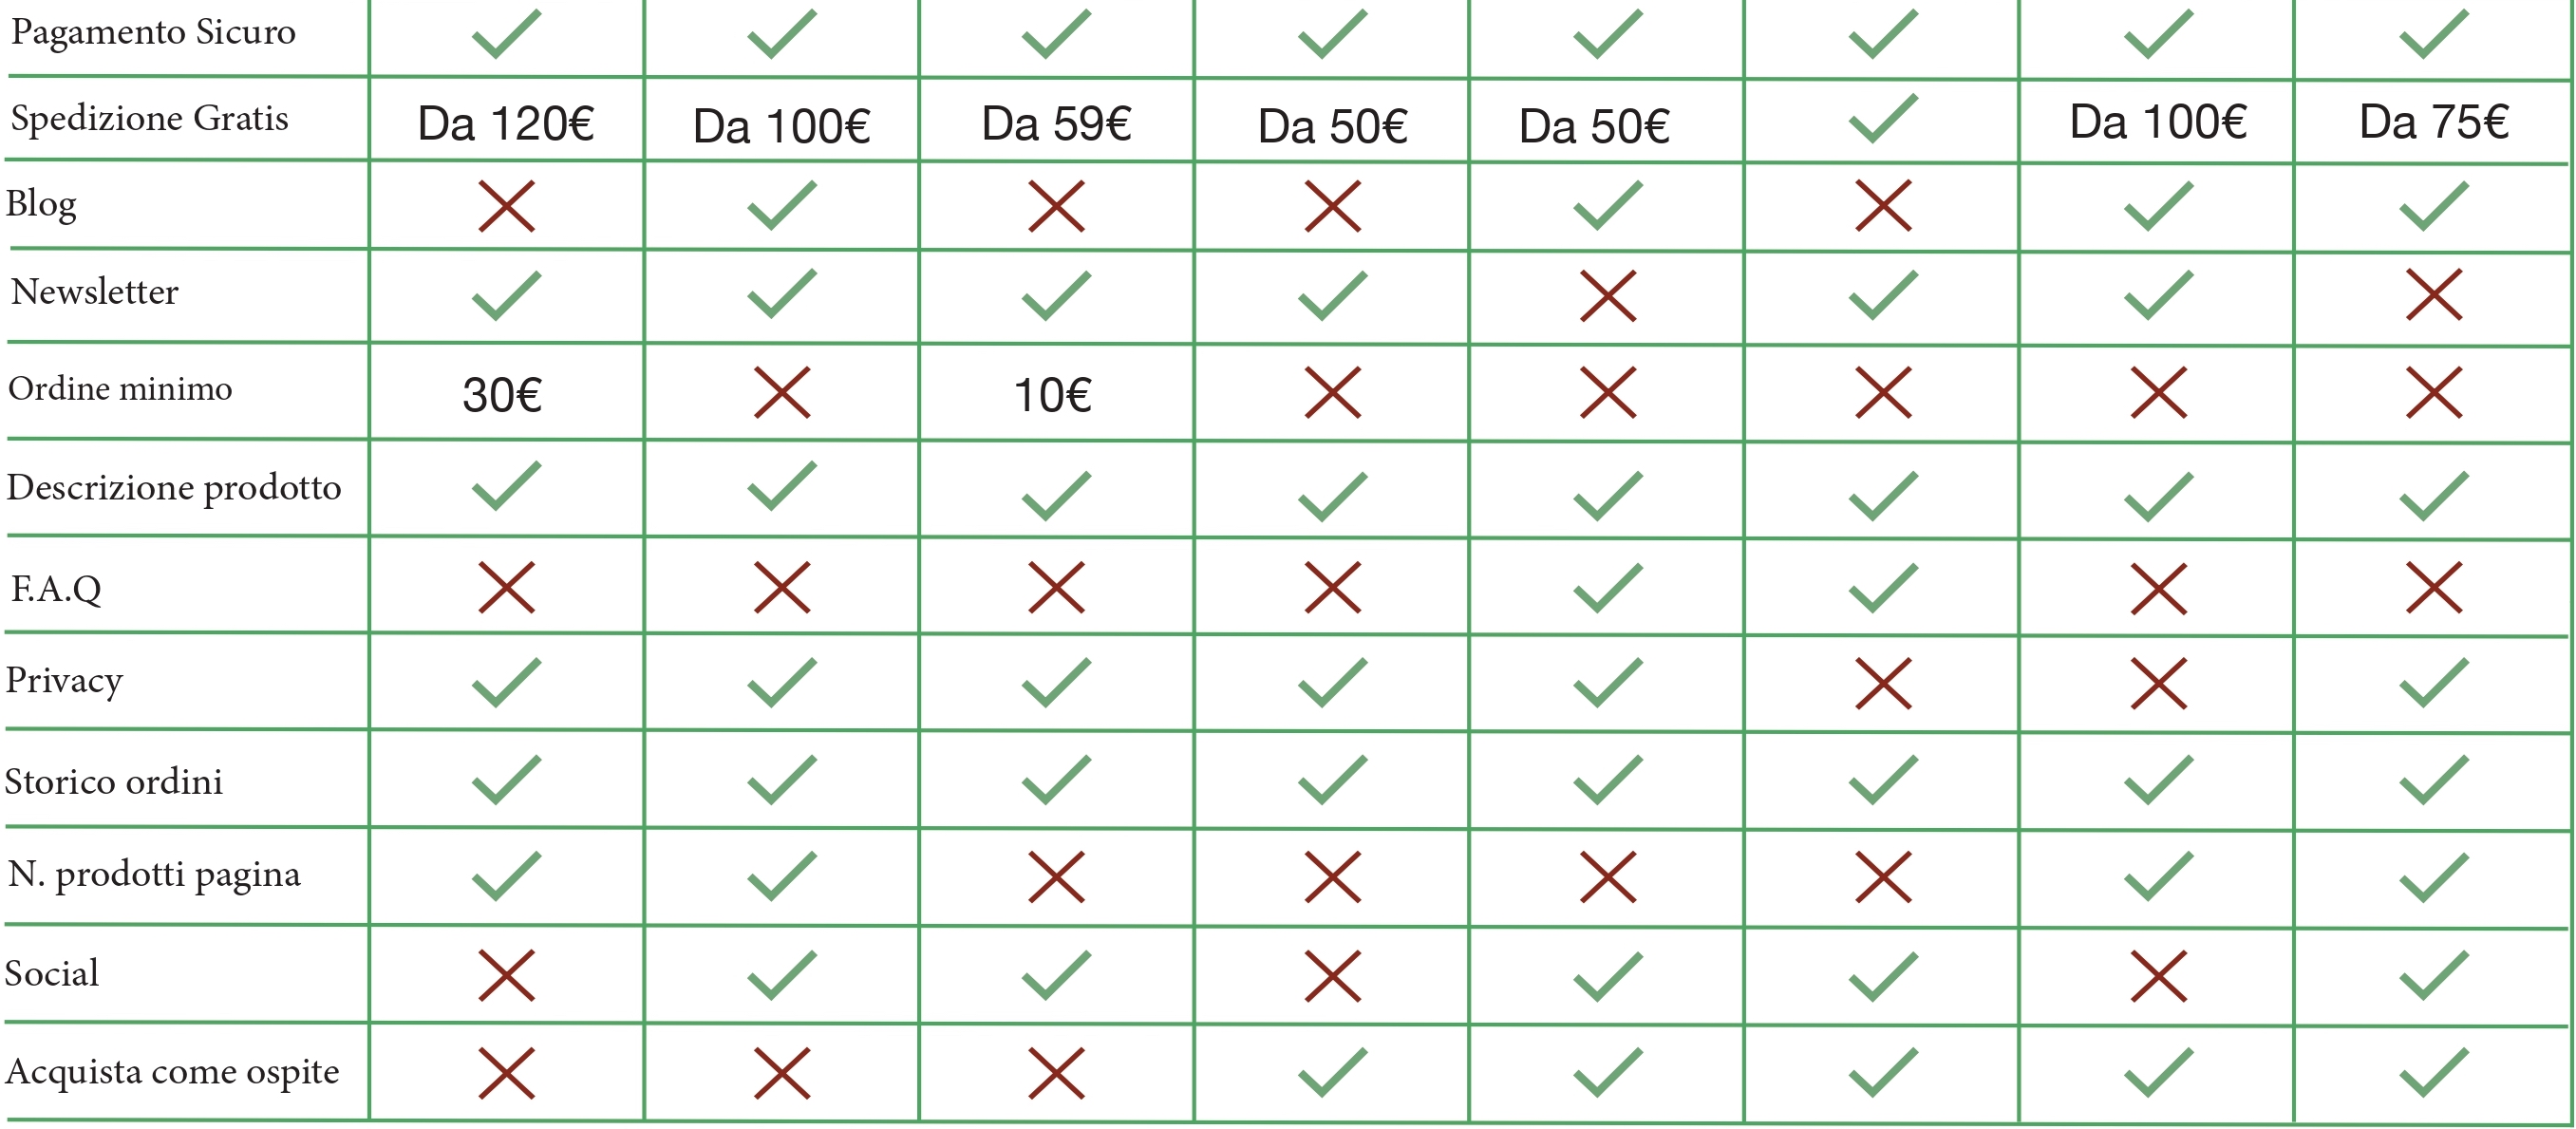 Pagamento Sicuro
Spedizione Gratis Da 120€ Da 100€ Da 59€ Da 50€ Da 50€ Da 100€ Da 75€
Blog
Newsletter
Ordine minimo 30€ 10€
Descrizione prodotto
F.A.Q
Privacy
Storico ordini
N. prodotti pagina
Social
Acquista come ospite